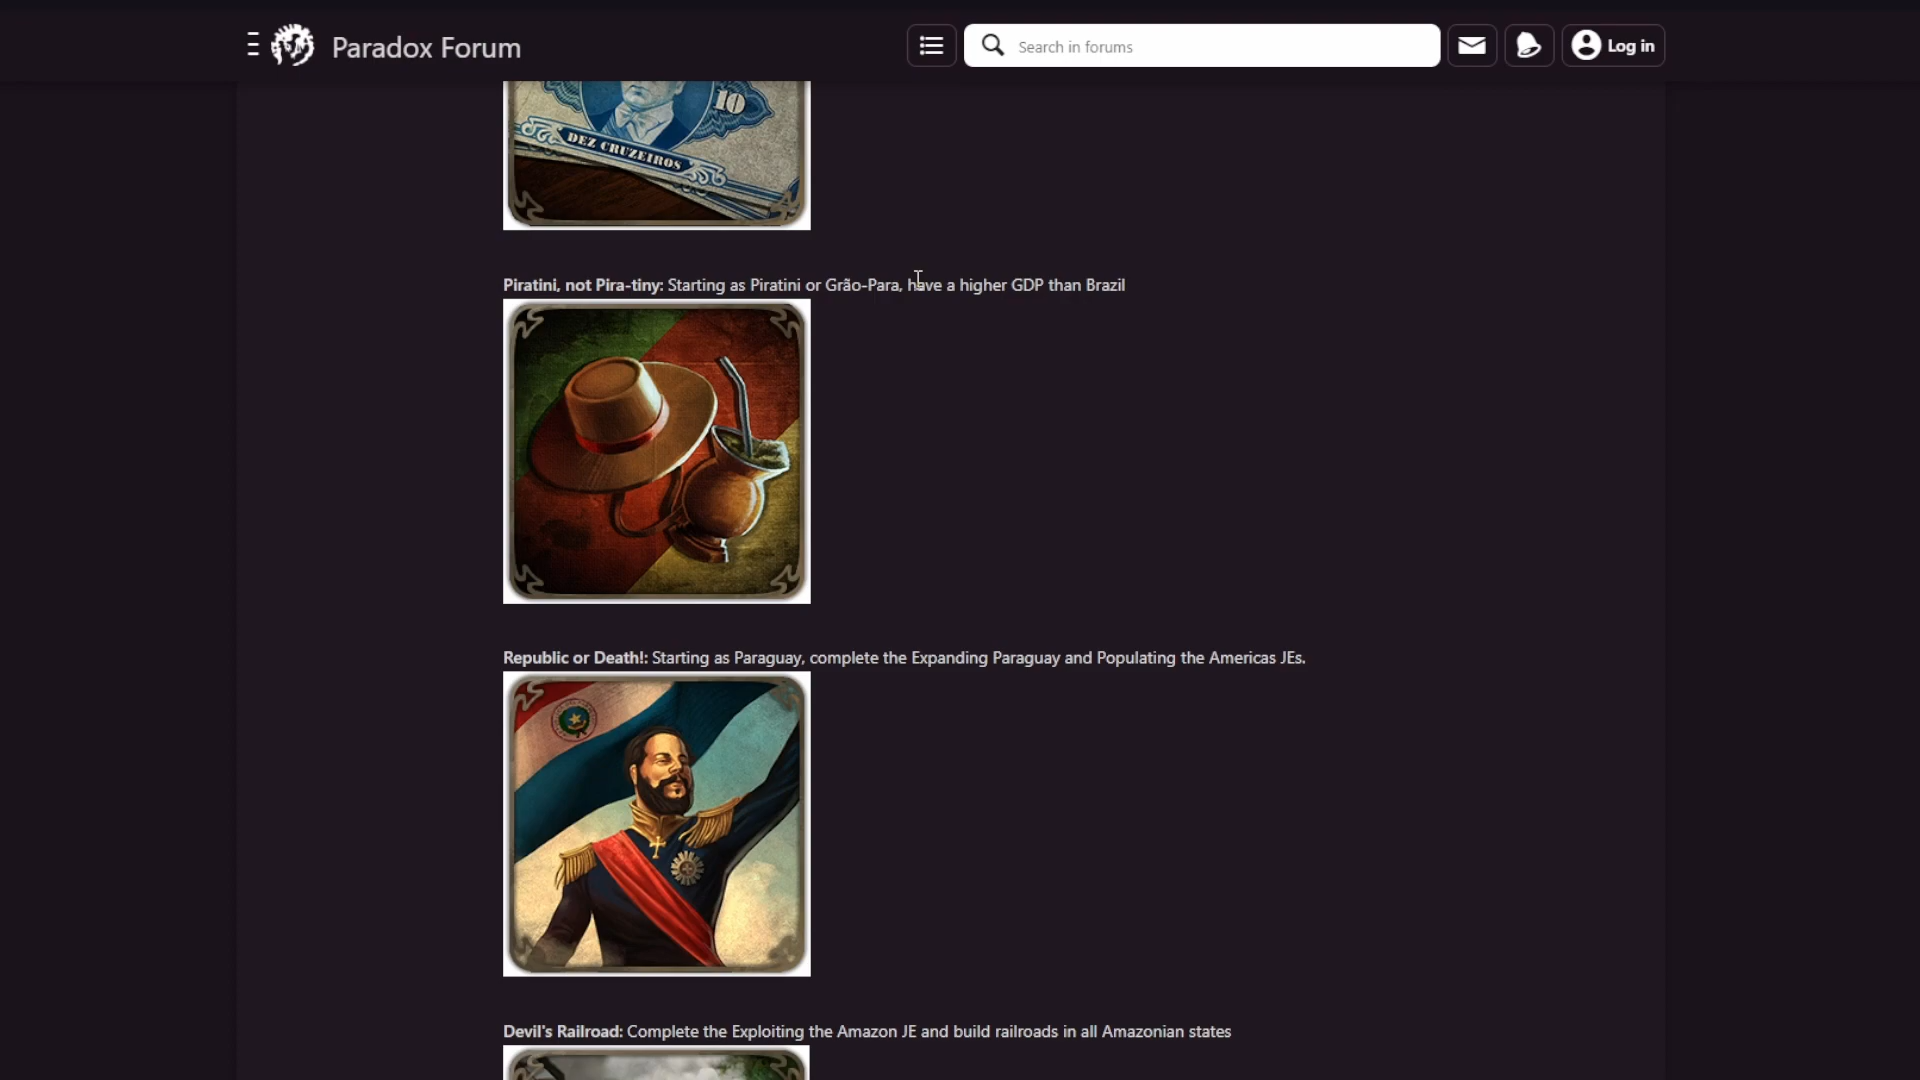 Paradox Forum
Search in forums
Log in
10
DEZ CRUZEIROS
Piratini, not Pira-tiny: Starting as Piratini or Grão-Para, have a higher GDP than Brazil
Republic or Death!: Starting as Paraguay, complete the Expanding Paraguay and Populating the Americas JEs.
Devil's Railroad: Complete the Exploiting the Amazon JE and build railroads in all Amazonian states